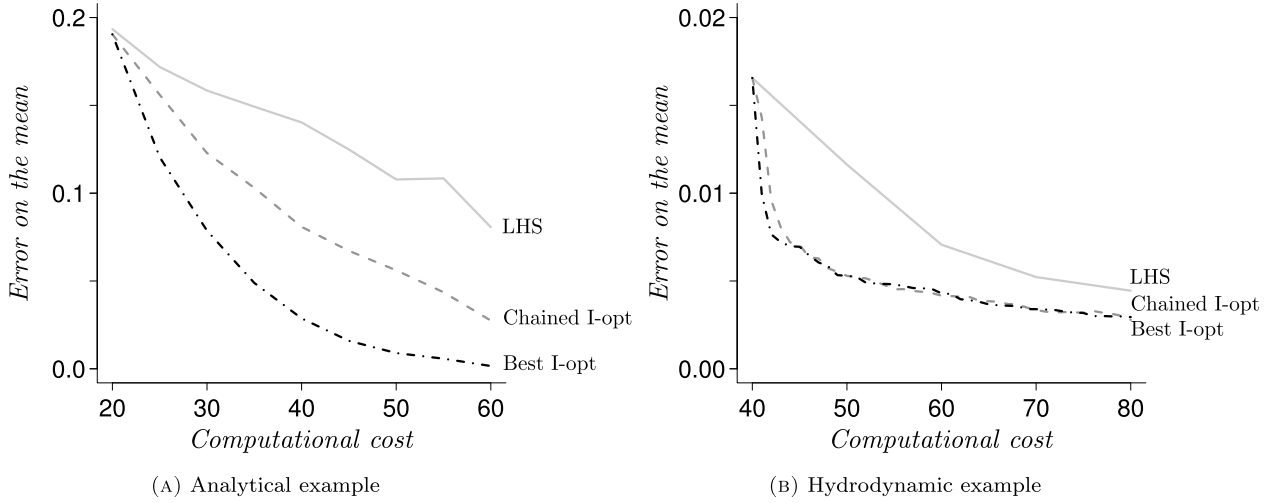 Error on the mean
0.2
0.1
0.0
LHS
Chained I-opt
Best I-opt
20 30 40 50 60
Computational cost
(A) Analytical example
Error on the mean
0.02
0.01
0.00
LHS
Chained I-opt
Best I-opt
40 50 60 70 80
Computational cost
(B) Hydrodynamic example